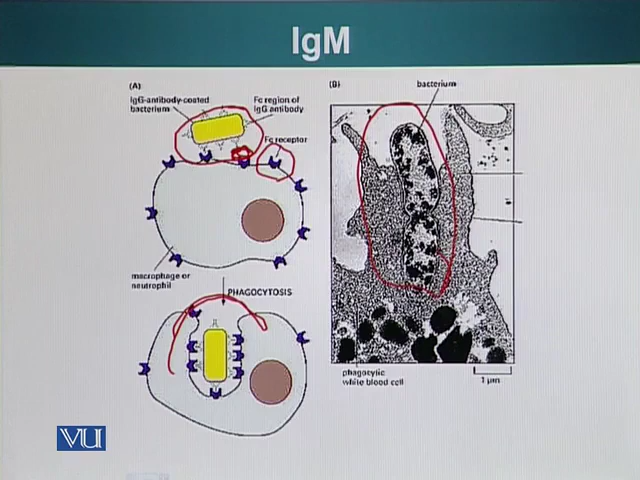 IgM
(A)
IgG-antibody-coated
bacterium
Fc region of
IgG antibody
Fc receptor
macrophage or
neutrophil
PHAGOCYTOSIS
(B)
bacterium
phagocytic
white blood cell
1 µm
VU